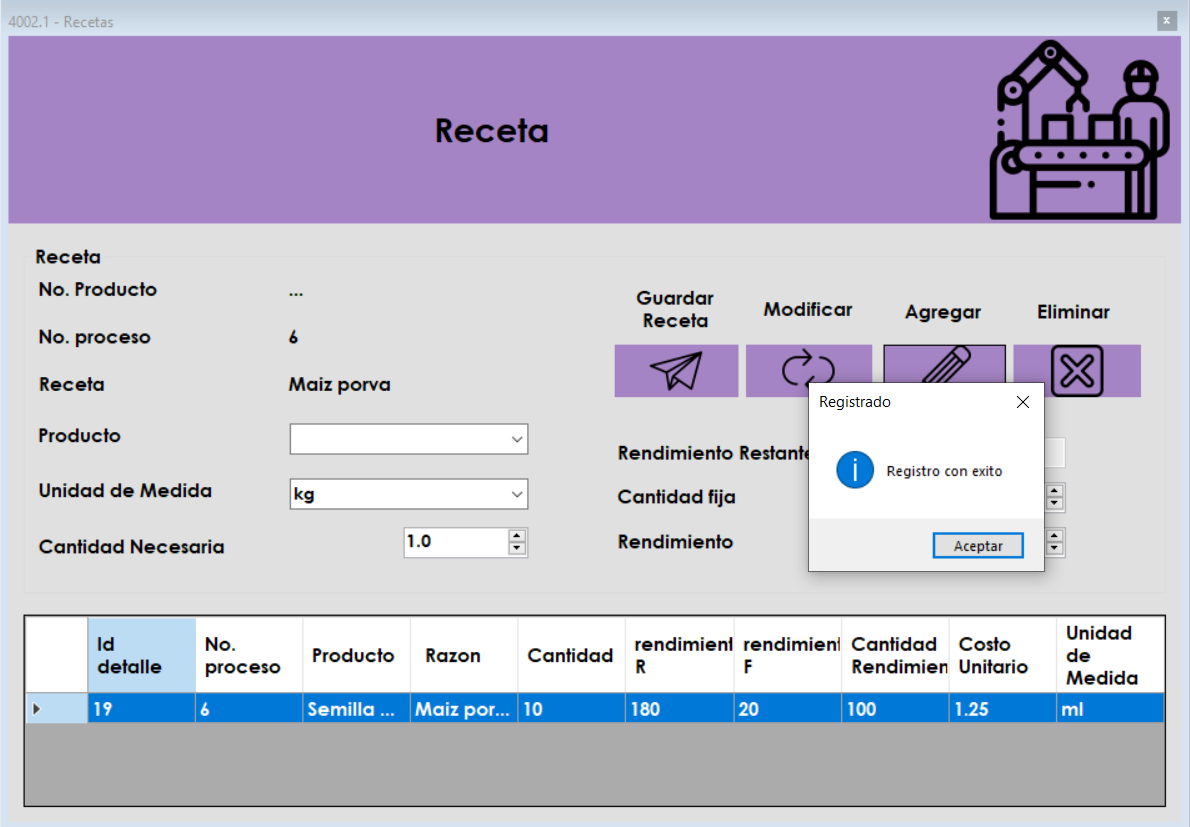 4002.1 - Recetas
Receta
Receta
No. Producto
...
No. proceso
6
Receta
Maiz porva
Producto
Unidad de Medida
kg
Cantidad Necesaria
1.0
Guardar
Receta
Modificar
Agregar
Eliminar
Rendimiento Restante
Cantidad fija
Rendimiento
Registrado
Registro con exito
Aceptar
Id
detalle
No.
proceso
Producto
Razon
Cantidad
rendimient
R
rendimient
F
Cantidad
Rendimien
Costo
Unitario
Unidad
de
Medida
19 6 Semilla ... Maiz por... 10 180 20 100 1.25 ml